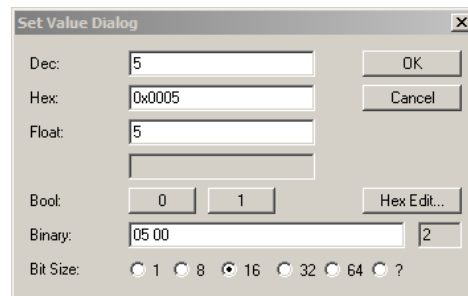 Set Value Dialog
Dec: 5 OK
Hex: 0x0005 Cancel
Float: 5
Bool: 0 1 Hex Edit...
Binary: 05 00 2
Bit Size: 1 8 16 32 64 ?